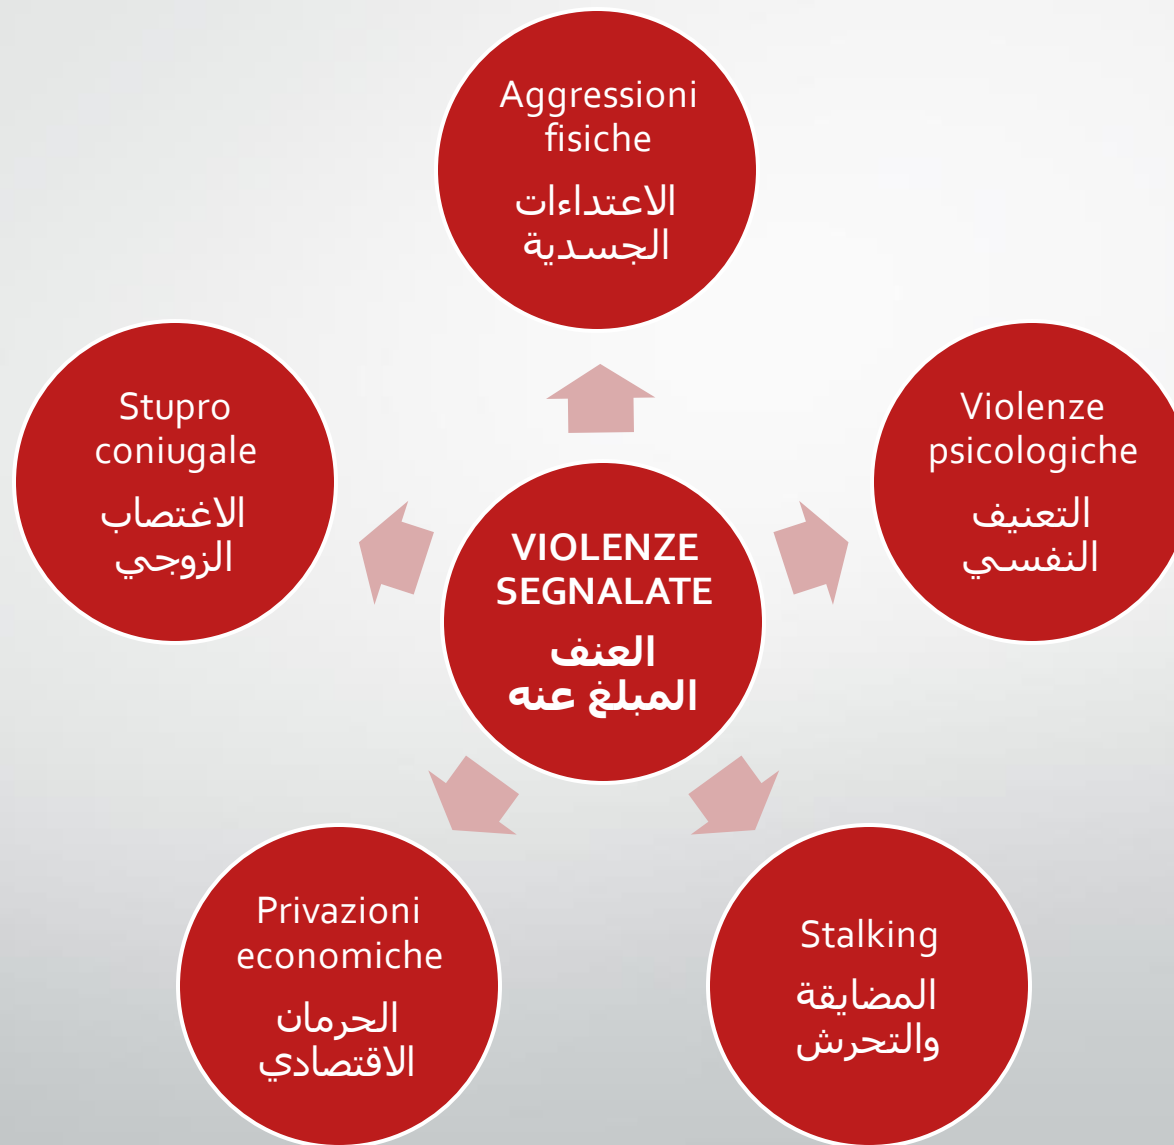 Aggressioni
fisiche
الاعتداءات
الجسدية
Stupro
coniugale
الاغتصاب
الزوجي
Violenze
psicologiche
التعنيف
النفسي
VIOLENZE
SEGNALATE
العنف
المبلغ عنه
Privazioni
economiche
الحرمان
الاقتصادي
Stalking
المضايقة
والتحرش